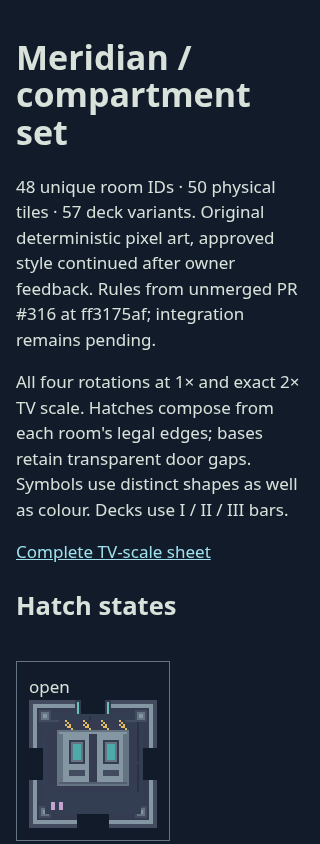 Meridian /
compartment
set
48 unique room IDs · 50 physical
tiles · 57 deck variants. Original
deterministic pixel art, approved
style continued after owner
feedback. Rules from unmerged PR
#316 at ff3175af; integration
remains pending.
All four rotations at 1× and exact 2×
TV scale. Hatches compose from
each room's legal edges; bases
retain transparent door gaps.
Symbols use distinct shapes as well
as colour. Decks use I / II / III bars.
Complete TV-scale sheet
Hatch states
open